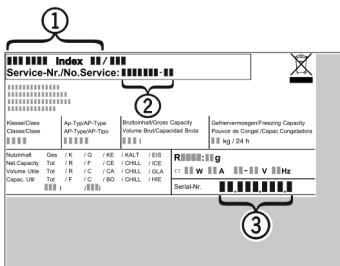 1
Index /
Service-Nr./No.Service: -
2
Klasse/Class
Classe/Clase
Ap-Typ/AP-Type
AP-Type/AP-Tipo
Bruttoinhalt/Gross Capacity
Volume Brut/Capacidad Bruta
l
Gefriervermoegen/Freezing Capacity
Pouvoir de Congel./Capac.Congeladora
kg / 24 h
Nutzinhalt Ges / K / G / KE / KALT / EIS
Net.Capacity Tot / R / F / CE / CHILL / ICE
Volume Utile Tot / R / C / CA / CHILL / GLA
Capac. Util Tot / F / C / BO / CHILL / HIE
l / l
R : g
W A - V Hz
Serial-Nr. . . .
3